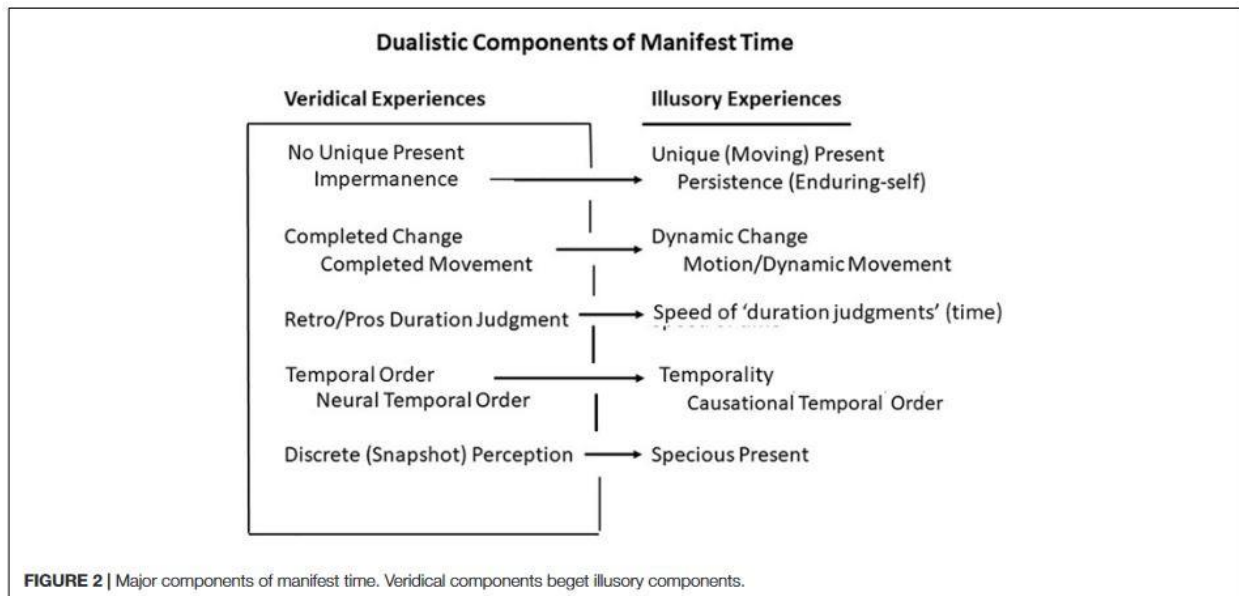 Dualistic Components of Manifest Time
Veridical Experiences
Illusory Experiences
No Unique Present
Impermanence
Unique (Moving) Present
Persistence (Enduring-self)
Completed Change
Completed Movement
Dynamic Change
Motion/Dynamic Movement
Retro/Pros Duration Judgment
Speed of 'duration judgments' (time)
Temporal Order
Neural Temporal Order
Temporality
Causational Temporal Order
Discrete (Snapshot) Perception
Specious Present
FIGURE 2 | Major components of manifest time. Veridical components beget illusory components.